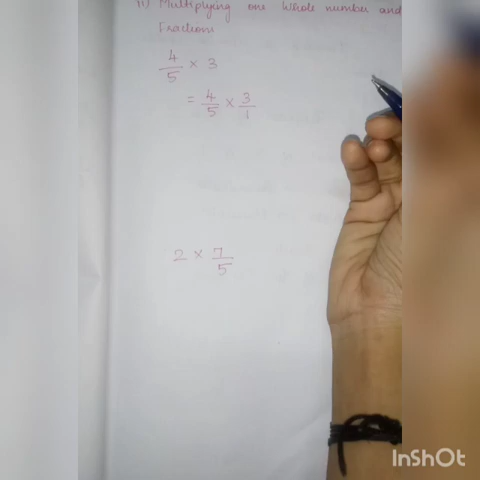 ii) Multiplying one Whole number and
Fractions
4/5 × 3
= 4/5 × 3/1
2 × 7/5
InShOt